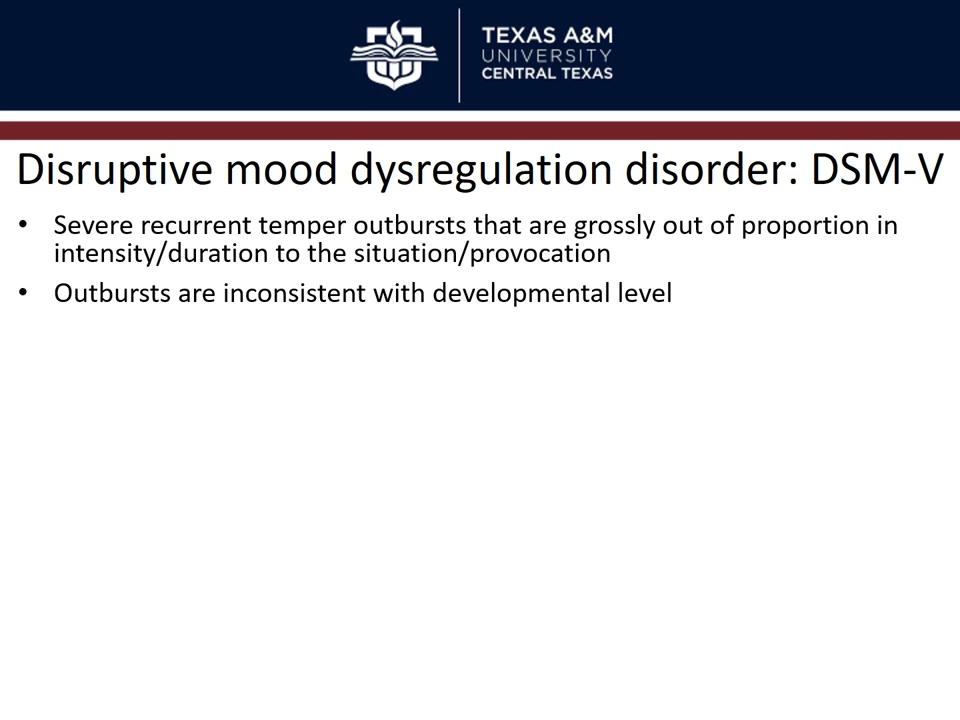 TEXAS A&M
UNIVERSITY
CENTRAL TEXAS
Disruptive mood dysregulation disorder: DSM-V
• Severe recurrent temper outbursts that are grossly out of proportion in
intensity/duration to the situation/provocation
• Outbursts are inconsistent with developmental level